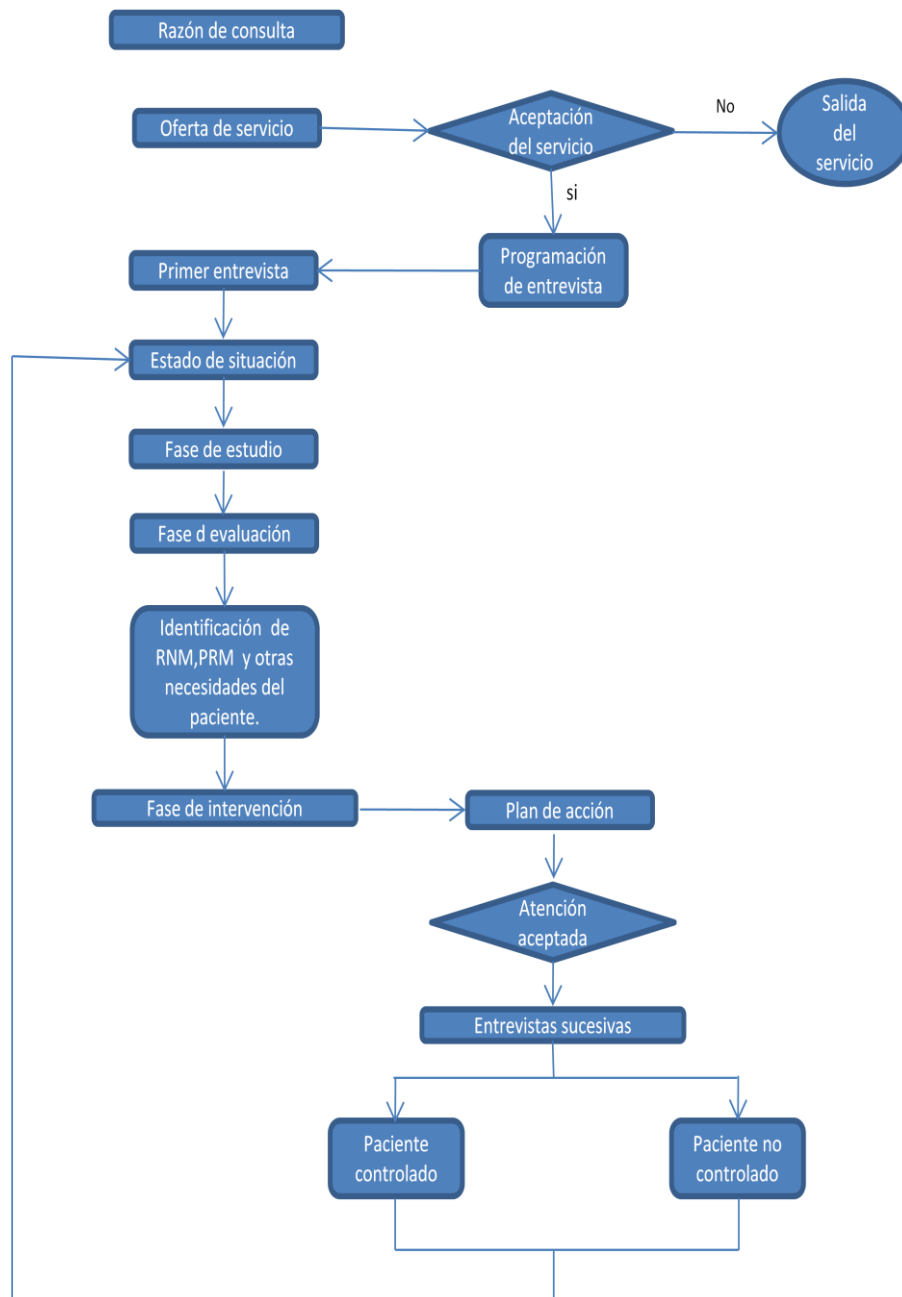 Razón de consulta
Oferta de servicio
Aceptación
del servicio
No
Salida
del
servicio
si
Programación
de entrevista
Primer entrevista
Estado de situación
Fase de estudio
Fase d evaluación
Identificación de
RNM,PRM y otras
necesidades del
paciente.
Fase de intervención
Plan de acción
Atención
aceptada
Entrevistas sucesivas
Paciente
controlado
Paciente no
controlado